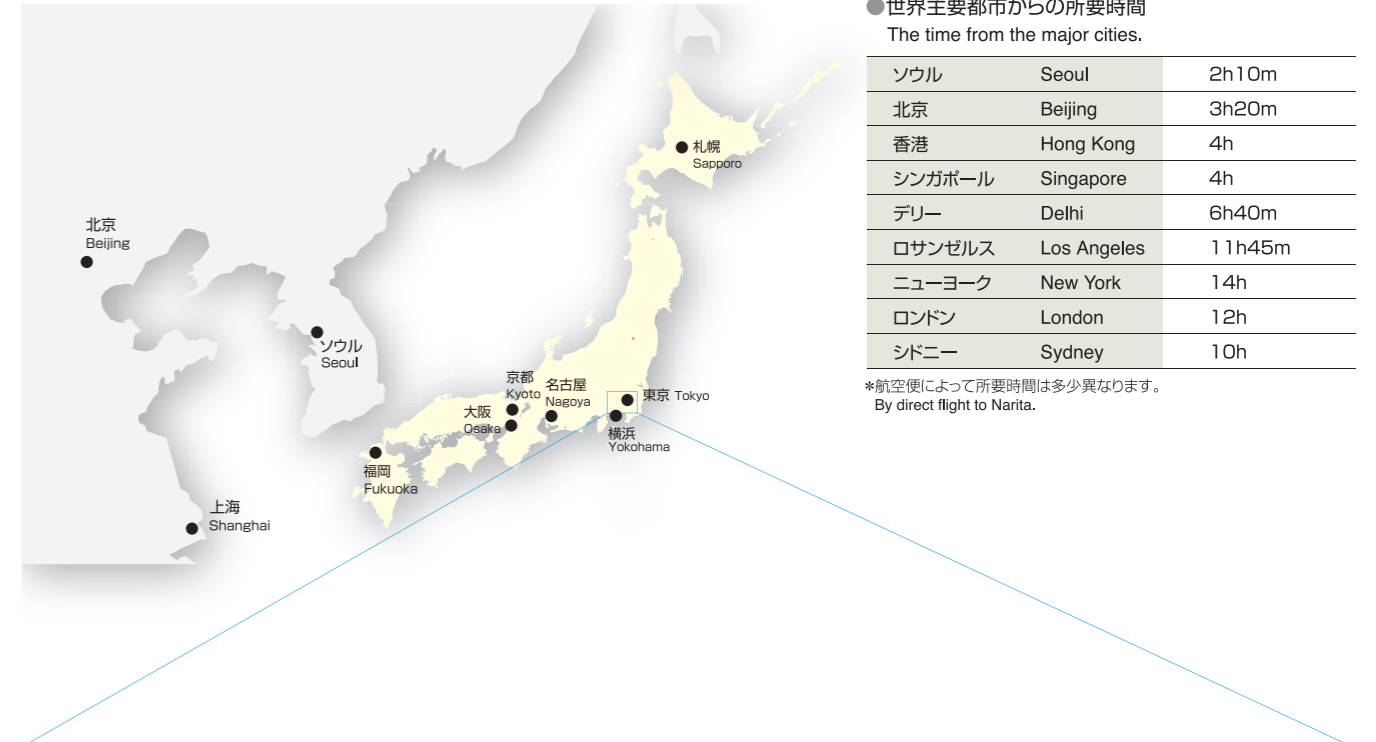 ●世界主要都市からの所要時間
The time from the major cities.
ソウル Seoul 2h10m
北京 Beijing 3h20m
香港 Hong Kong 4h
シンガポール Singapore 4h
デリー Delhi 6h40m
ロサンゼルス Los Angeles 11h45m
ニューヨーク New York 14h
ロンドン London 12h
シドニー Sydney 10h
*航空便によって所要時間は多少異なります。
By direct flight to Narita.
札幌
Sapporo
北京
Beijing
ソウル
Seoul
京都
Kyoto
名古屋
Nagoya
東京 Tokyo
大阪
Osaka
横浜
Yokohama
福岡
Fukuoka
上海
Shanghai